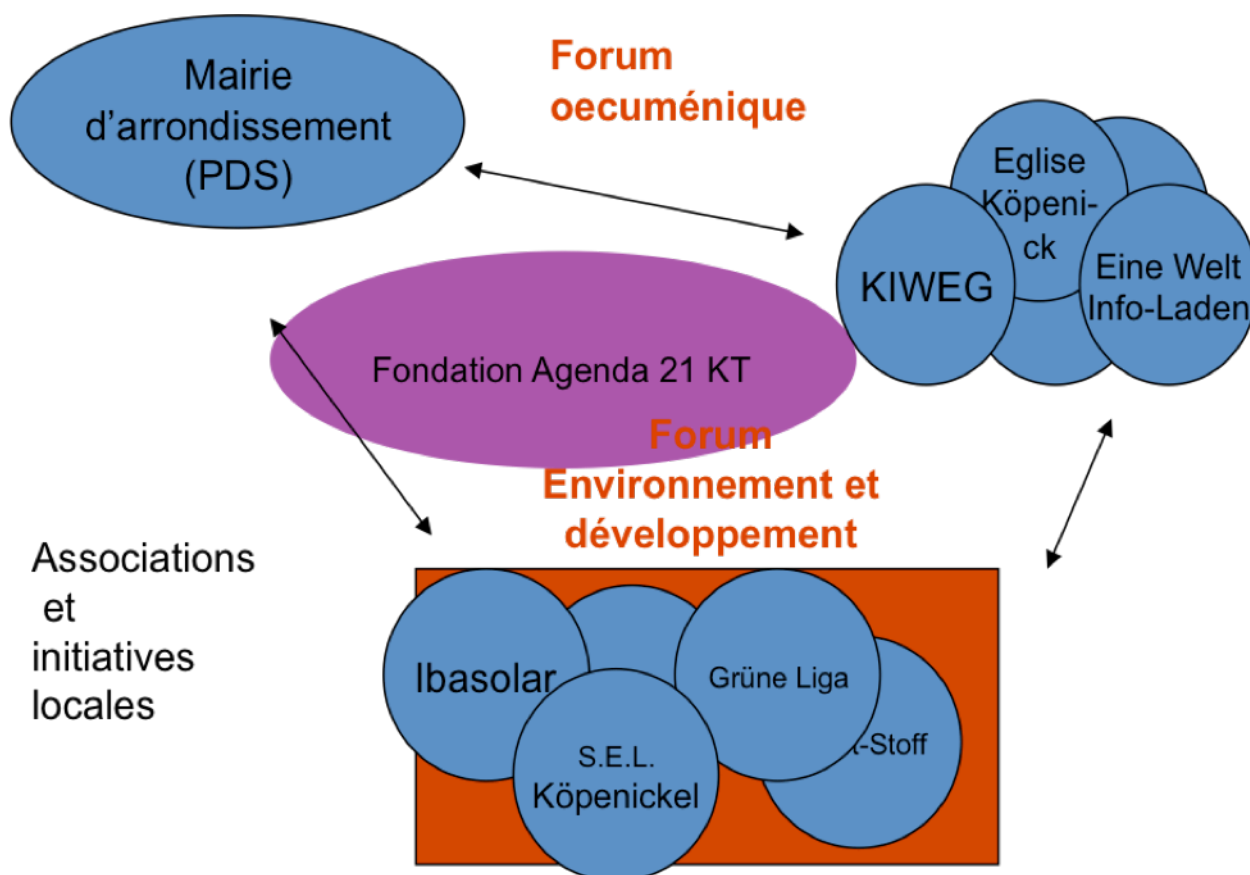 Mairie
d'arrondissement
(PDS)
Forum
oecuménique
Eglise
Köpeni-
ck
KIWEG
Eine Welt
Info-Laden
Fondation Agenda 21 KT
Forum
Environnement et
développement
Associations
et
initiatives
locales
Ibasolar
Grüne Liga
-Stoff
S.E.L.
Köpenickel